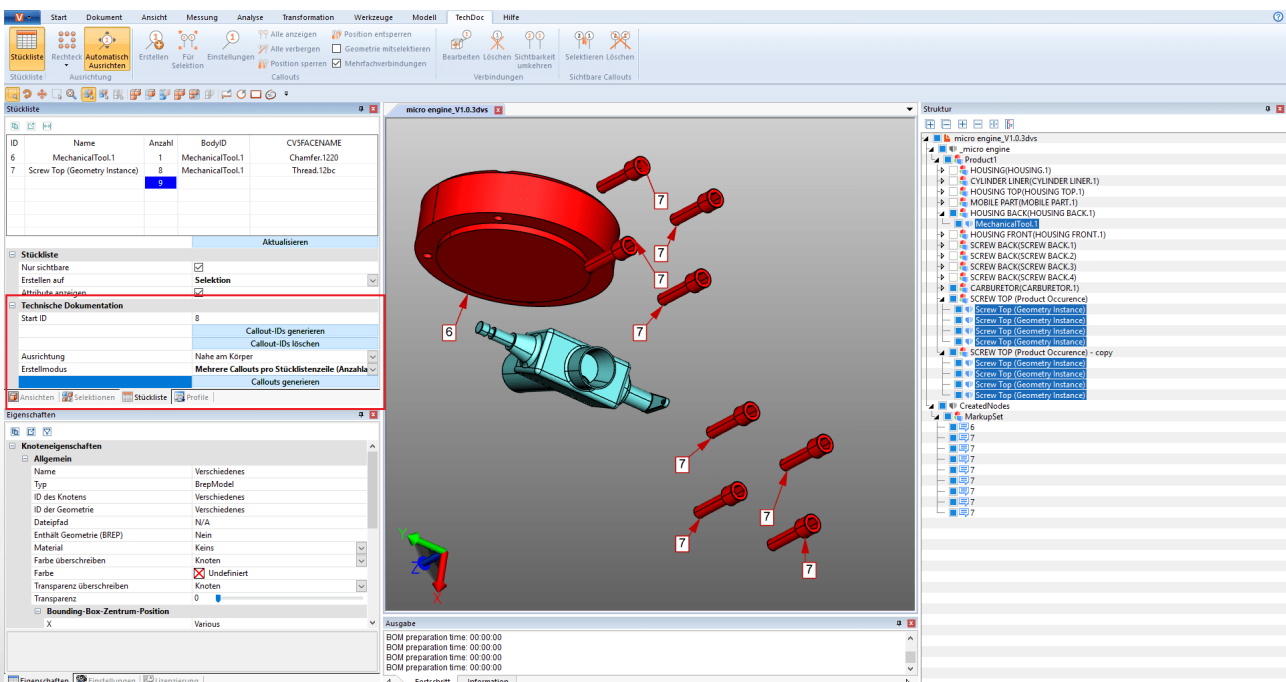 V Start Dokument Ansicht Messung Analyse Transformation Werkzeuge Modell TechDoc Hilfe
Stückliste
Rechteck
Automatisch Ausrichten
Stückliste Ausrichtung
Erstellen
Für Selektion
Einstellungen
Alle anzeigen
Alle verbergen
Position sperren
Position entsperren
Geometrie mitselektieren
Mehrfachverbindungen
Callouts
Bearbeiten Löschen Sichtbarkeit umkehren
Verbindungen
Selektieren Löschen
Sichtbare Callouts
Stückliste
ID Name Anzahl BodyID CV5FACENAME
6 MechanicalTool.1 1 MechanicalTool.1 Chamfer.1220
7 Screw Top (Geometry Instance) 8 MechanicalTool.1 Thread.12bc
9
Aktualisieren
Stückliste
Nur sichtbare
Erstellen auf Selektion
Attribute anzeigen
Technische Dokumentation
Start ID 8
Callout-IDs generieren
Callout-IDs löschen
Ausrichtung Nahe am Körper
Erstellmodus Mehrere Callouts pro Stücklistenzeile (Anzahla
Callouts generieren
Ansichten Selektionen Stückliste Profile
Eigenschaften
Knoteneigenschaften
Allgemein
Name Verschiedenes
Typ BrepModel
ID des Knotens Verschiedenes
ID der Geometrie Verschiedenes
Dateipfad N/A
Enthält Geometrie (BREP) Nein
Material Keins
Farbe überschreiben Knoten
Farbe Undefiniert
Transparenz überschreiben Knoten
Transparenz 0
Bounding-Box-Zentrum-Position
X Various
Eigenschaften Einstellungen Lizenzierung
micro engine_V1.0.3dvs
7
7
7
7
6
7
7
7
7
Y
Z
X
Ausgabe
BOM preparation time: 00:00:00
BOM preparation time: 00:00:00
BOM preparation time: 00:00:00
BOM preparation time: 00:00:00
Fortschritt Information
Struktur
micro engine_V1.0.3dvs
_micro engine
Product1
HOUSING(HOUSING.1)
CYLINDER LINER(CYLINDER LINER.1)
HOUSING TOP(HOUSING TOP.1)
MOBILE PART(MOBILE PART.1)
HOUSING BACK(HOUSING BACK.1)
MechanicalTool.1
HOUSING FRONT(HOUSING FRONT.1)
SCREW BACK(SCREW BACK.1)
SCREW BACK(SCREW BACK.2)
SCREW BACK(SCREW BACK.3)
SCREW BACK(SCREW BACK.4)
CARBURETOR(CARBURETOR.1)
SCREW TOP (Product Occurence)
Screw Top (Geometry Instance)
Screw Top (Geometry Instance)
Screw Top (Geometry Instance)
Screw Top (Geometry Instance)
SCREW TOP (Product Occurence) - copy
Screw Top (Geometry Instance)
Screw Top (Geometry Instance)
Screw Top (Geometry Instance)
Screw Top (Geometry Instance)
CreatedNodes
MarkupSet
6
7
7
7
7
7
7
7
7